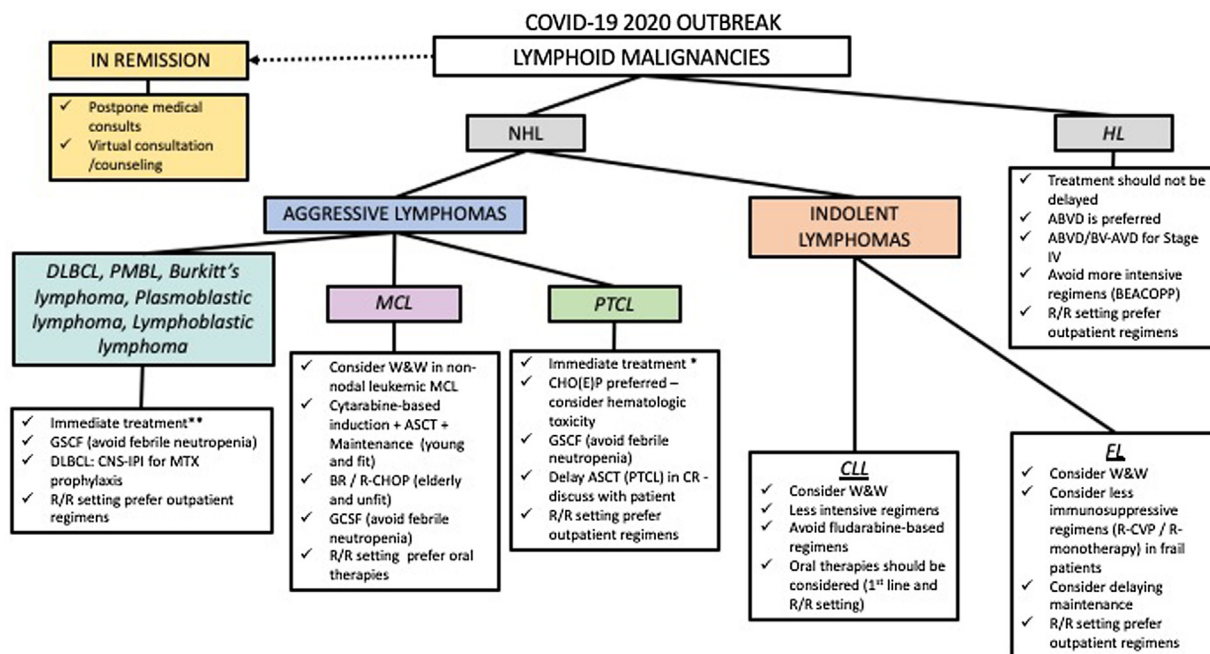 COVID-19 2020 OUTBREAK
LYMPHOID MALIGNANCIES
IN REMISSION
✓ Postpone medical
consults
✓ Virtual consultation
/counseling
NHL
HL
✓ Treatment should not be
delayed
✓ ABVD is preferred
✓ ABVD/BV-AVD for Stage
IV
✓ Avoid more intensive
regimens (BEACOPP)
✓ R/R setting prefer
outpatient regimens
AGGRESSIVE LYMPHOMAS
INDOLENT
LYMPHOMAS
DLBCL, PMBL, Burkitt's
lymphoma, Plasmoblastic
lymphoma, Lymphoblastic
lymphoma
✓ Immediate treatment**
✓ GSCF (avoid febrile neutropenia)
✓ DLBCL: CNS-IPI for MTX
prophylaxis
✓ R/R setting prefer outpatient
regimens
MCL
✓ Consider W&W in non-
nodal leukemic MCL
✓ Cytarabine-based
induction + ASCT +
Maintenance (young
and fit)
✓ BR / R-CHOP (elderly
and unfit)
✓ GCSF (avoid febrile
neutropenia)
✓ R/R setting prefer oral
therapies
PTCL
✓ Immediate treatment *
✓ CHO(E)P preferred –
consider hematologic
toxicity
✓ GSCF (avoid febrile
neutropenia)
✓ Delay ASCT (PTCL) in CR -
discuss with patient
✓ R/R setting prefer
outpatient regimens
CLL
✓ Consider W&W
✓ Less intensive regimens
✓ Avoid fludarabine-based
regimens
✓ Oral therapies should be
considered (1st line and
R/R setting)
FL
✓ Consider W&W
✓ Consider less
immunosuppressive
regimens (R-CVP / R-
monotherapy) in frail
patients
✓ Consider delaying
maintenance
✓ R/R setting prefer
outpatient regimens